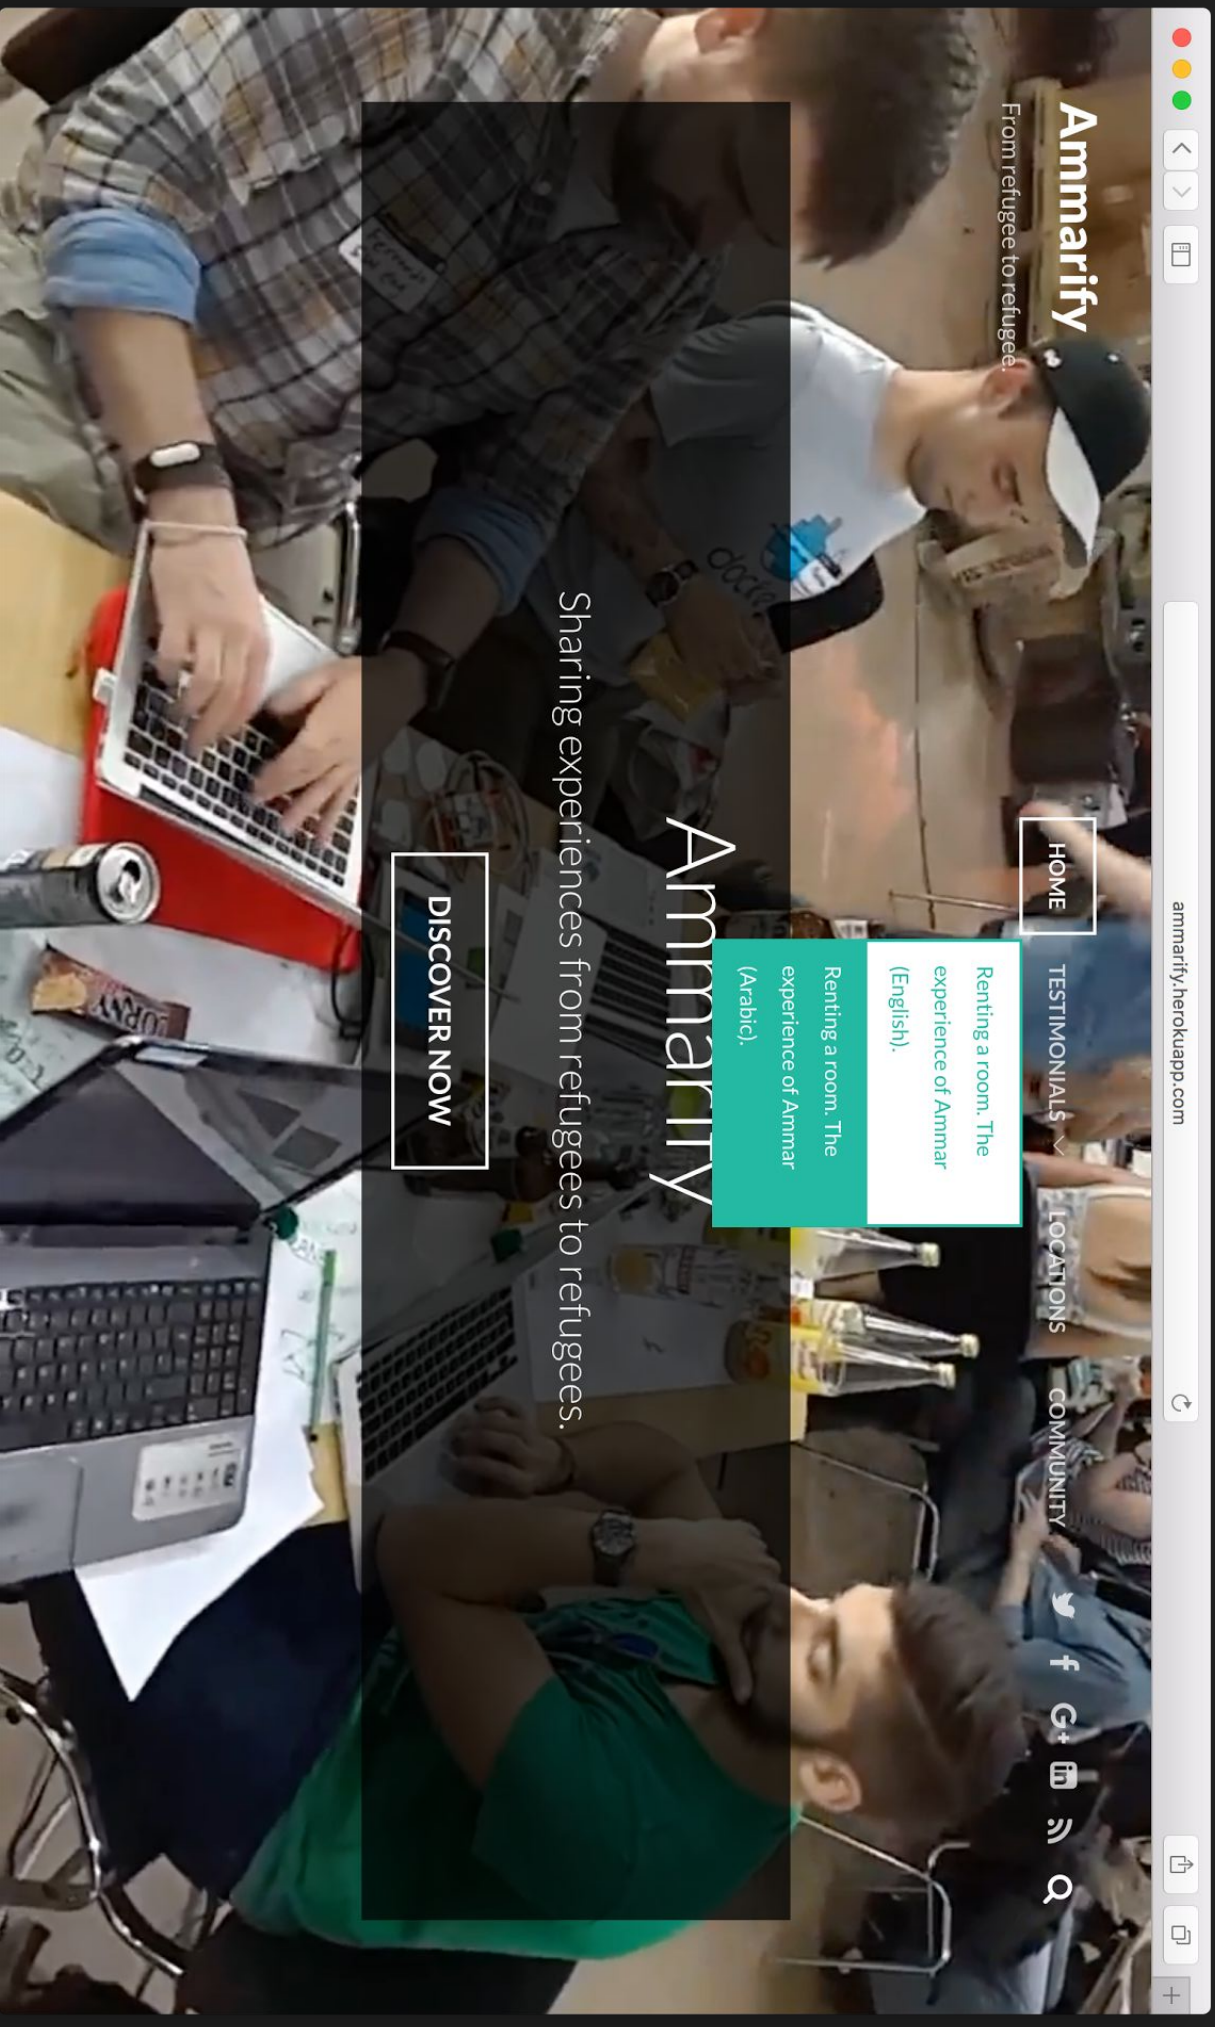 ammarify.herokuapp.com
Ammarify
From refugee to refugee.
HOME
TESTIMONIALS
LOCATIONS
COMMUNITY
Renting a room. The
experience of Ammar
(English).
Renting a room. The
experience of Ammar
(Arabic).
Ammarify
Sharing experiences from refugees to refugees.
DISCOVER NOW
docker